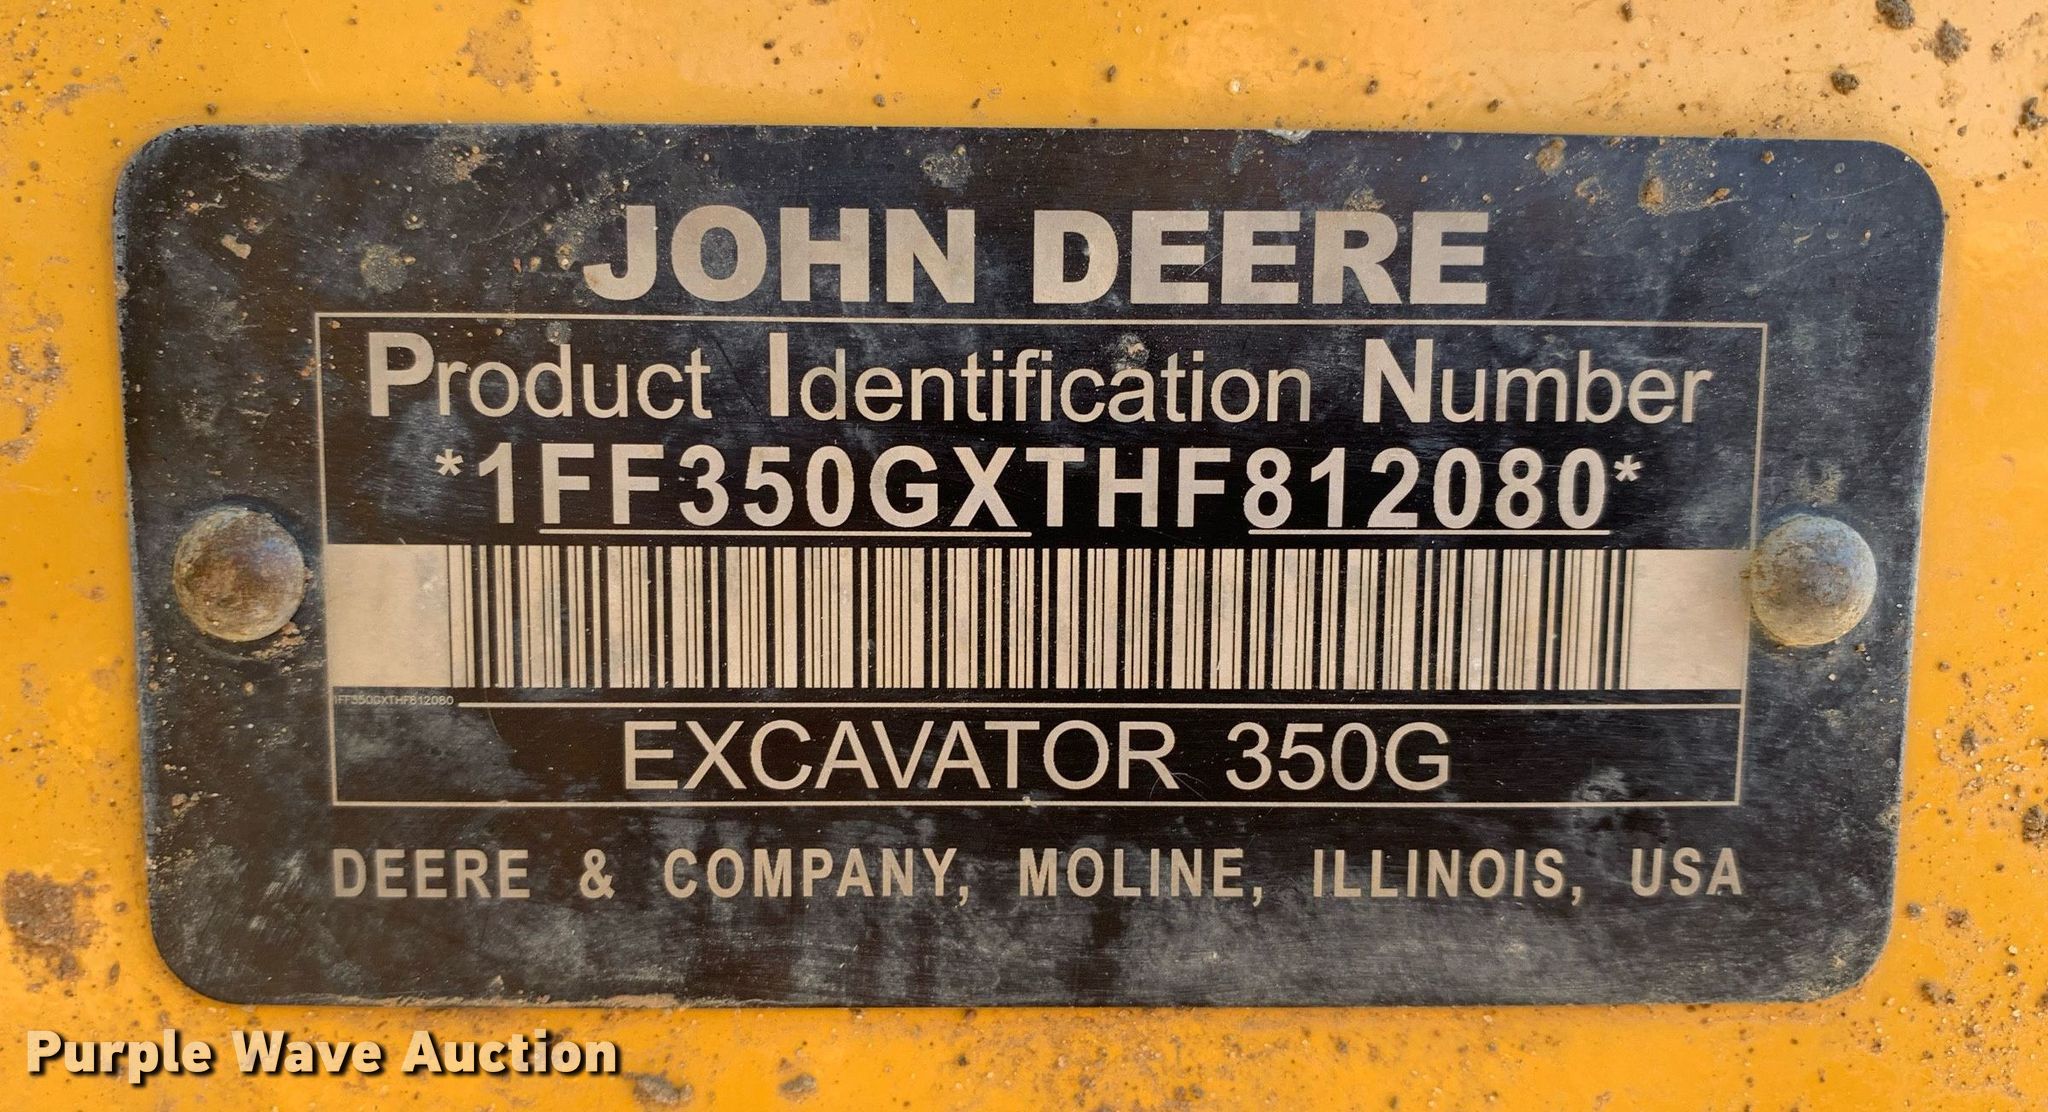 JOHN DEERE
Product Identification Number
*1FF350GXTHF812080*
1FF350GXTHF812080
EXCAVATOR 350G
DEERE & COMPANY, MOLINE, ILLINOIS, USA
Purple Wave Auction